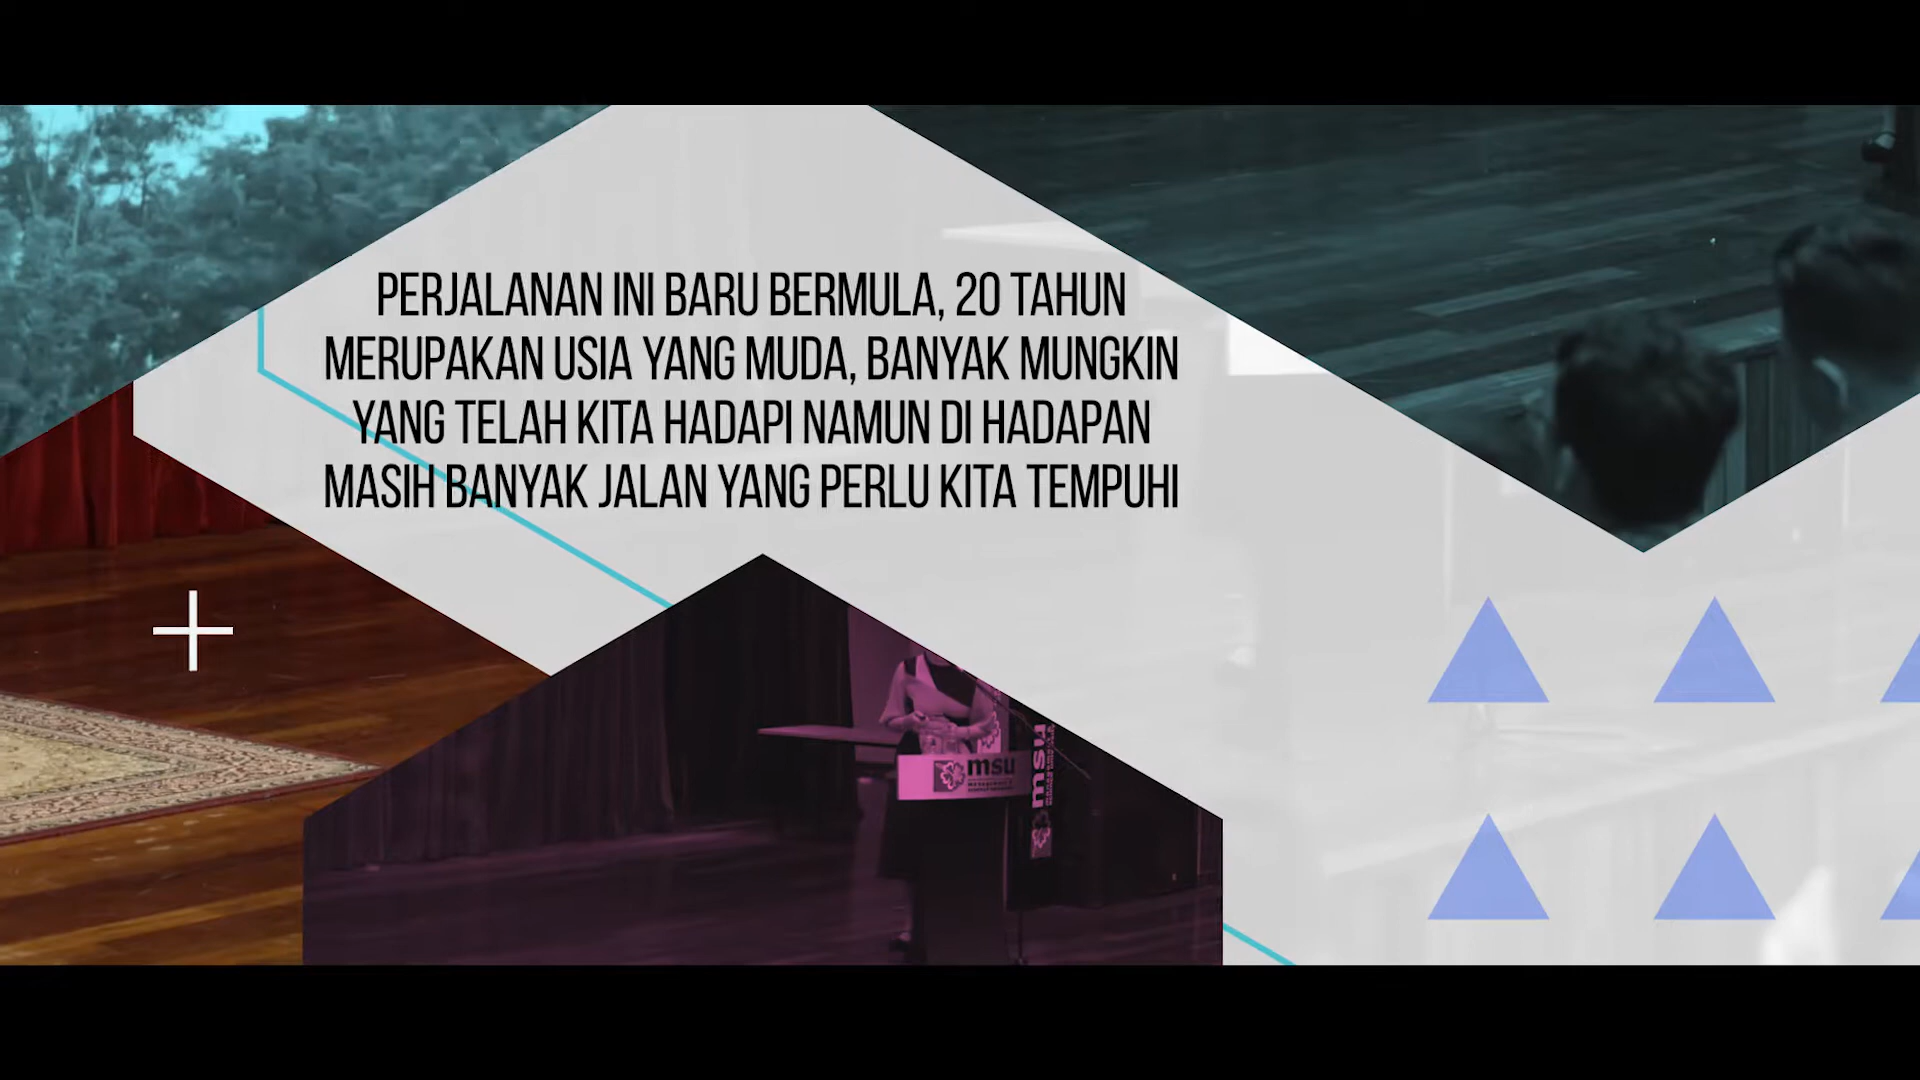 PERJALANAN INI BARU BERMULA, 20 TAHUN
MERUPAKAN USIA YANG MUDA, BANYAK MUNGKIN
YANG TELAH KITA HADAPI NAMUN DI HADAPAN
MASIH BANYAK JALAN YANG PERLU KITA TEMPUHI
msu
msu